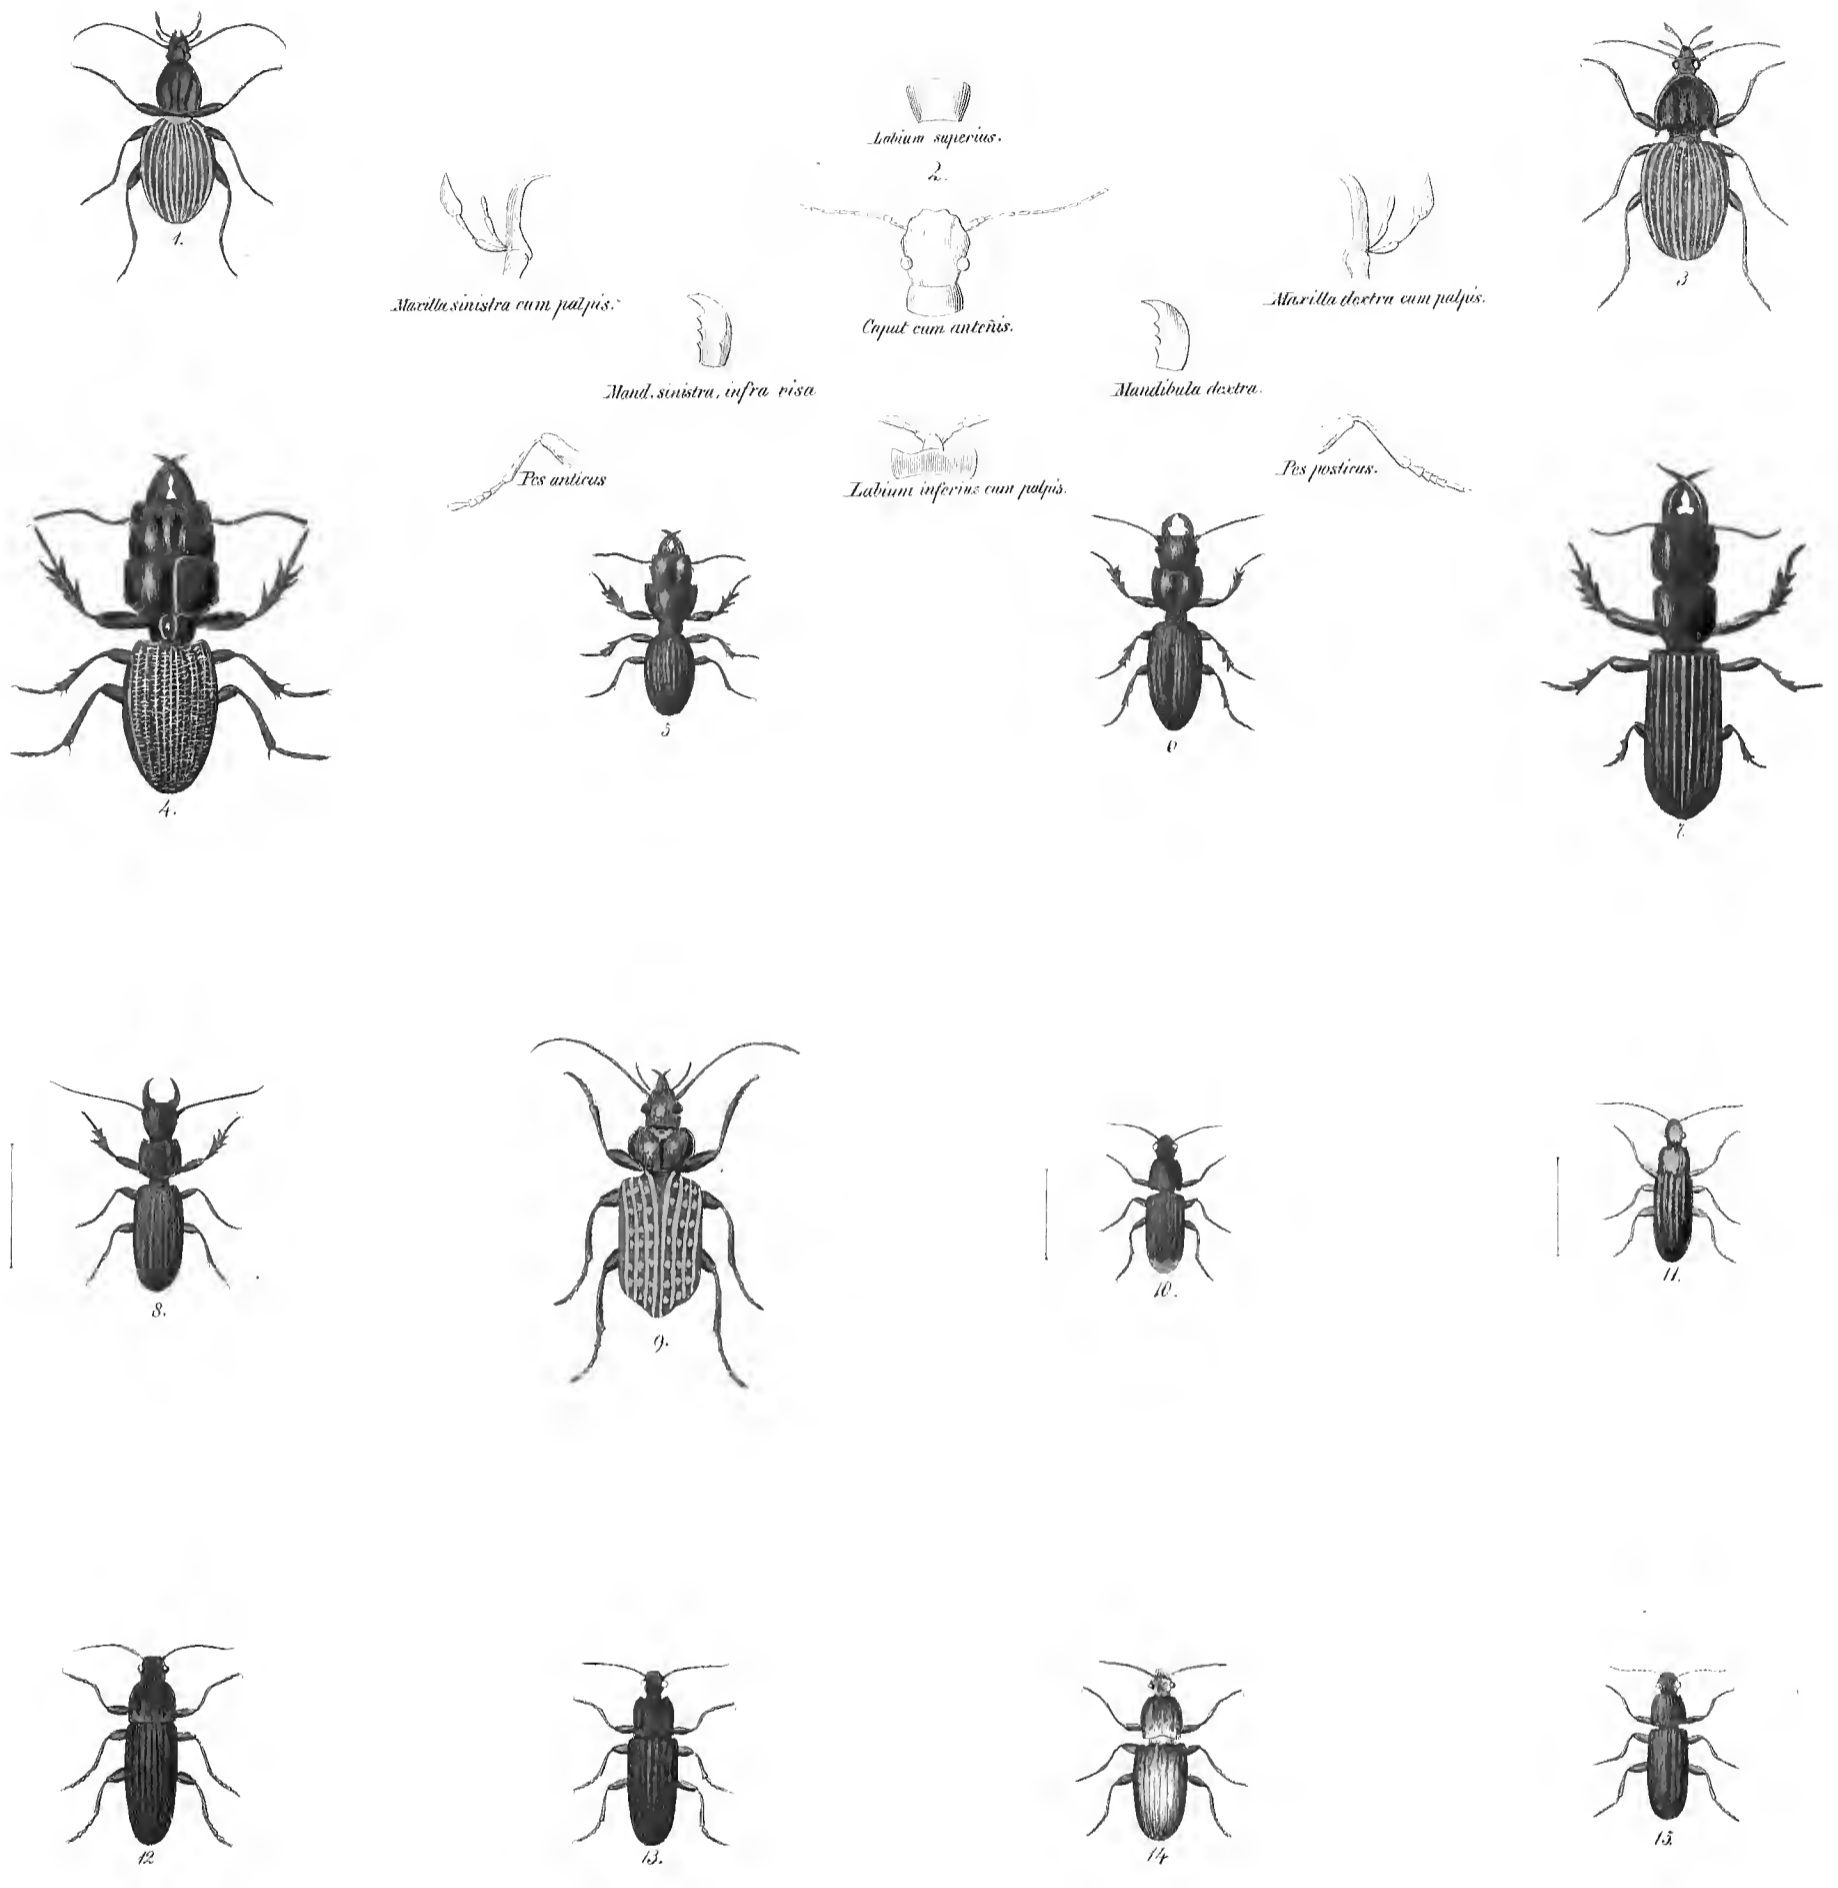 Labium superius.
2.
1.
3
Maxilla sinistra cum palpis.
Caput cum anteñis.
Maxilla dextra cum palpis.
Mand. sinistra, infra visa
Mandibula dextra.
Pes anticus
Labium inferius cum palpis.
Pes posticus.
4.
5
6
7.
8.
9.
10.
11.
12
13.
14
15.